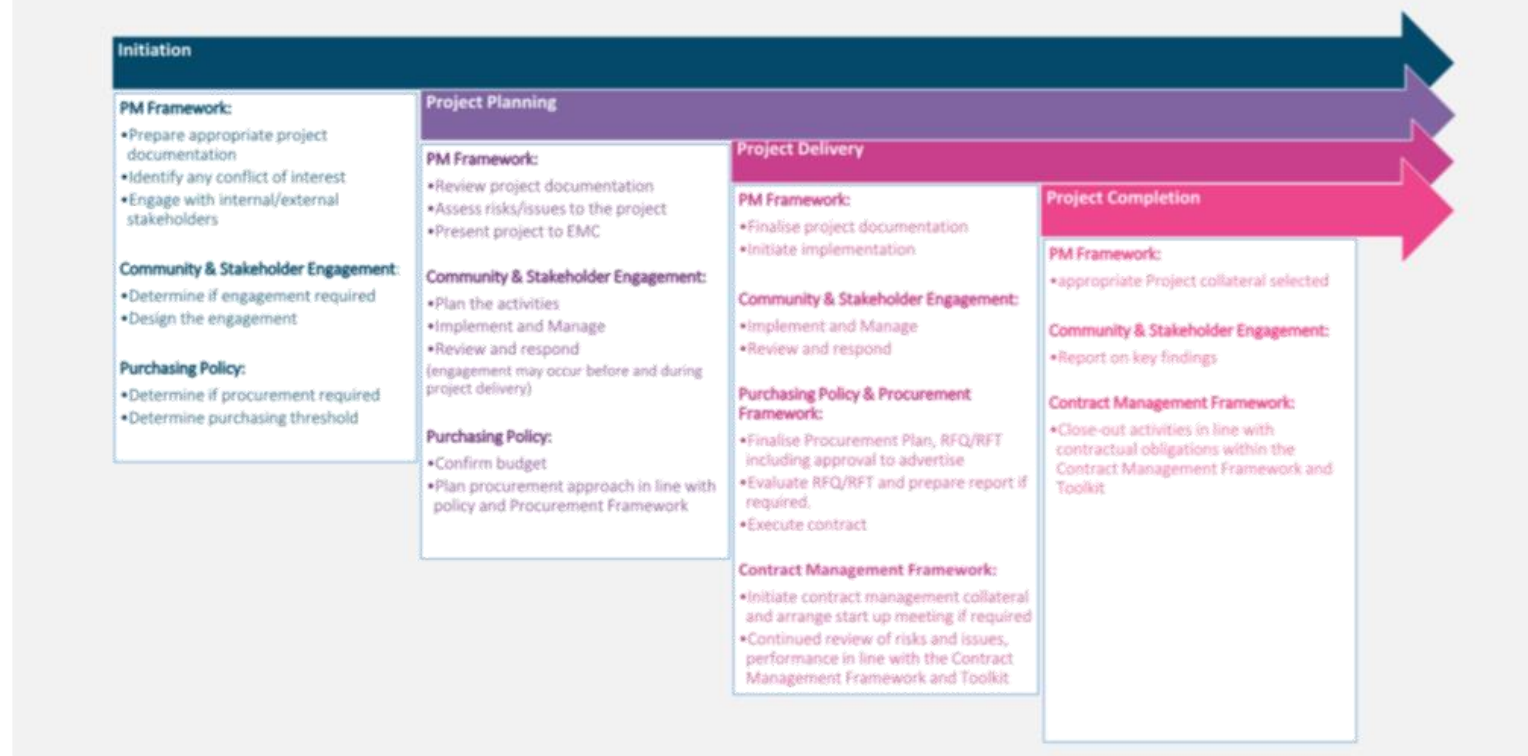 Initiation
PM Framework:
•Prepare appropriate project
documentation
•Identify any conflict of interest
•Engage with internal/external
stakeholders
Community & Stakeholder Engagement:
•Determine if engagement required
•Design the engagement
Purchasing Policy:
•Determine if procurement required
•Determine purchasing threshold
Project Planning
PM Framework:
•Review project documentation
•Assess risks/issues to the project
•Present project to EMC
Community & Stakeholder Engagement:
•Plan the activities
•Implement and Manage
•Review and respond
(engagement may occur before and during
project delivery)
Purchasing Policy:
•Confirm budget
•Plan procurement approach in line with
policy and Procurement Framework
Project Delivery
PM Framework:
•Finalise project documentation
•Initiate implementation
Community & Stakeholder Engagement:
•Implement and Manage
•Review and respond
Purchasing Policy & Procurement
Framework:
•Finalise Procurement Plan, RFQ/RFT
including approval to advertise
•Evaluate RFQ/RFT and prepare report if
required.
•Execute contract
Contract Management Framework:
•Initiate contract management collateral
and arrange start up meeting if required
•Continued review of risks and issues,
performance in line with the Contract
Management Framework and Toolkit
Project Completion
PM Framework:
•appropriate Project collateral selected
Community & Stakeholder Engagement:
•Report on key findings
Contract Management Framework:
•Close-out activities in line with
contractual obligations within the
Contract Management Framework and
Toolkit